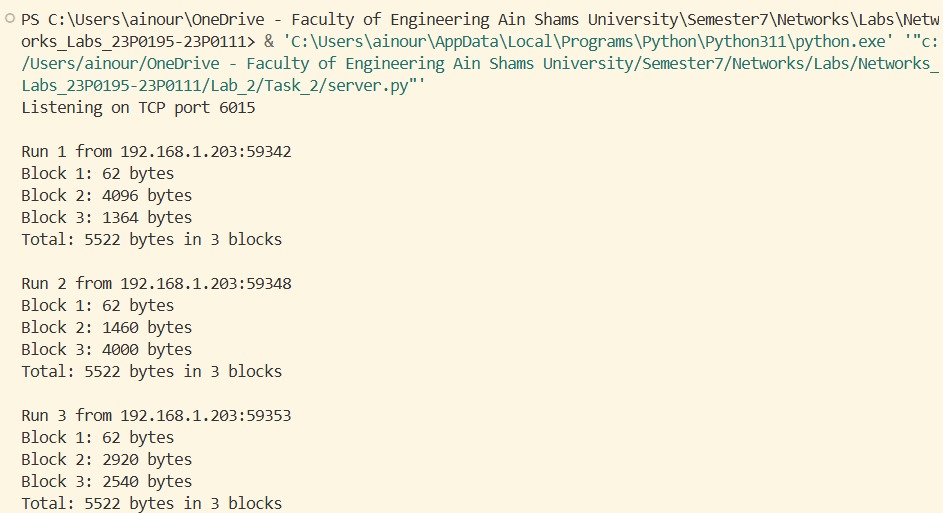 PS C:\Users\ainour\OneDrive - Faculty of Engineering Ain Shams University\Semester7\Networks\Labs\Netw
orks_Labs_23P0195-23P0111> & 'C:\Users\ainour\AppData\Local\Programs\Python\Python311\python.exe' '"c:
/Users/ainour/OneDrive - Faculty of Engineering Ain Shams University/Semester7/Networks/Labs/Networks_
Labs_23P0195-23P0111/Lab_2/Task_2/server.py"'
Listening on TCP port 6015
Run 1 from 192.168.1.203:59342
Block 1: 62 bytes
Block 2: 4096 bytes
Block 3: 1364 bytes
Total: 5522 bytes in 3 blocks
Run 2 from 192.168.1.203:59348
Block 1: 62 bytes
Block 2: 1460 bytes
Block 3: 4000 bytes
Total: 5522 bytes in 3 blocks
Run 3 from 192.168.1.203:59353
Block 1: 62 bytes
Block 2: 2920 bytes
Block 3: 2540 bytes
Total: 5522 bytes in 3 blocks